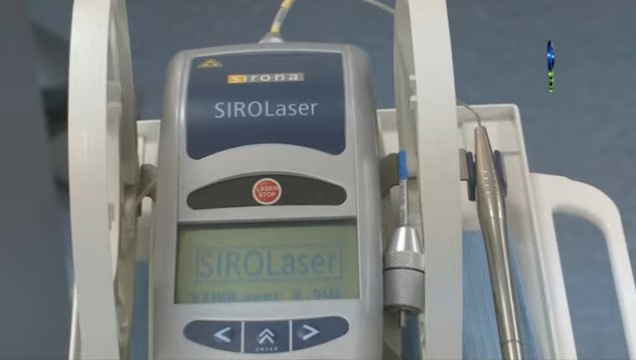 sirona
SIROLaser
LASER
STOP
SIROLaser
ENTER